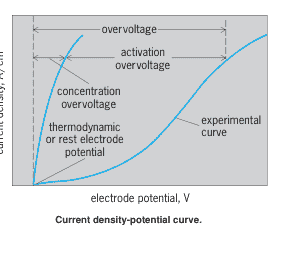 overvoltage
activation
overvoltage
concentration
overvoltage
thermodynamic
or rest electrode
potential
experimental
curve
electrode potential, V
Current density-potential curve.